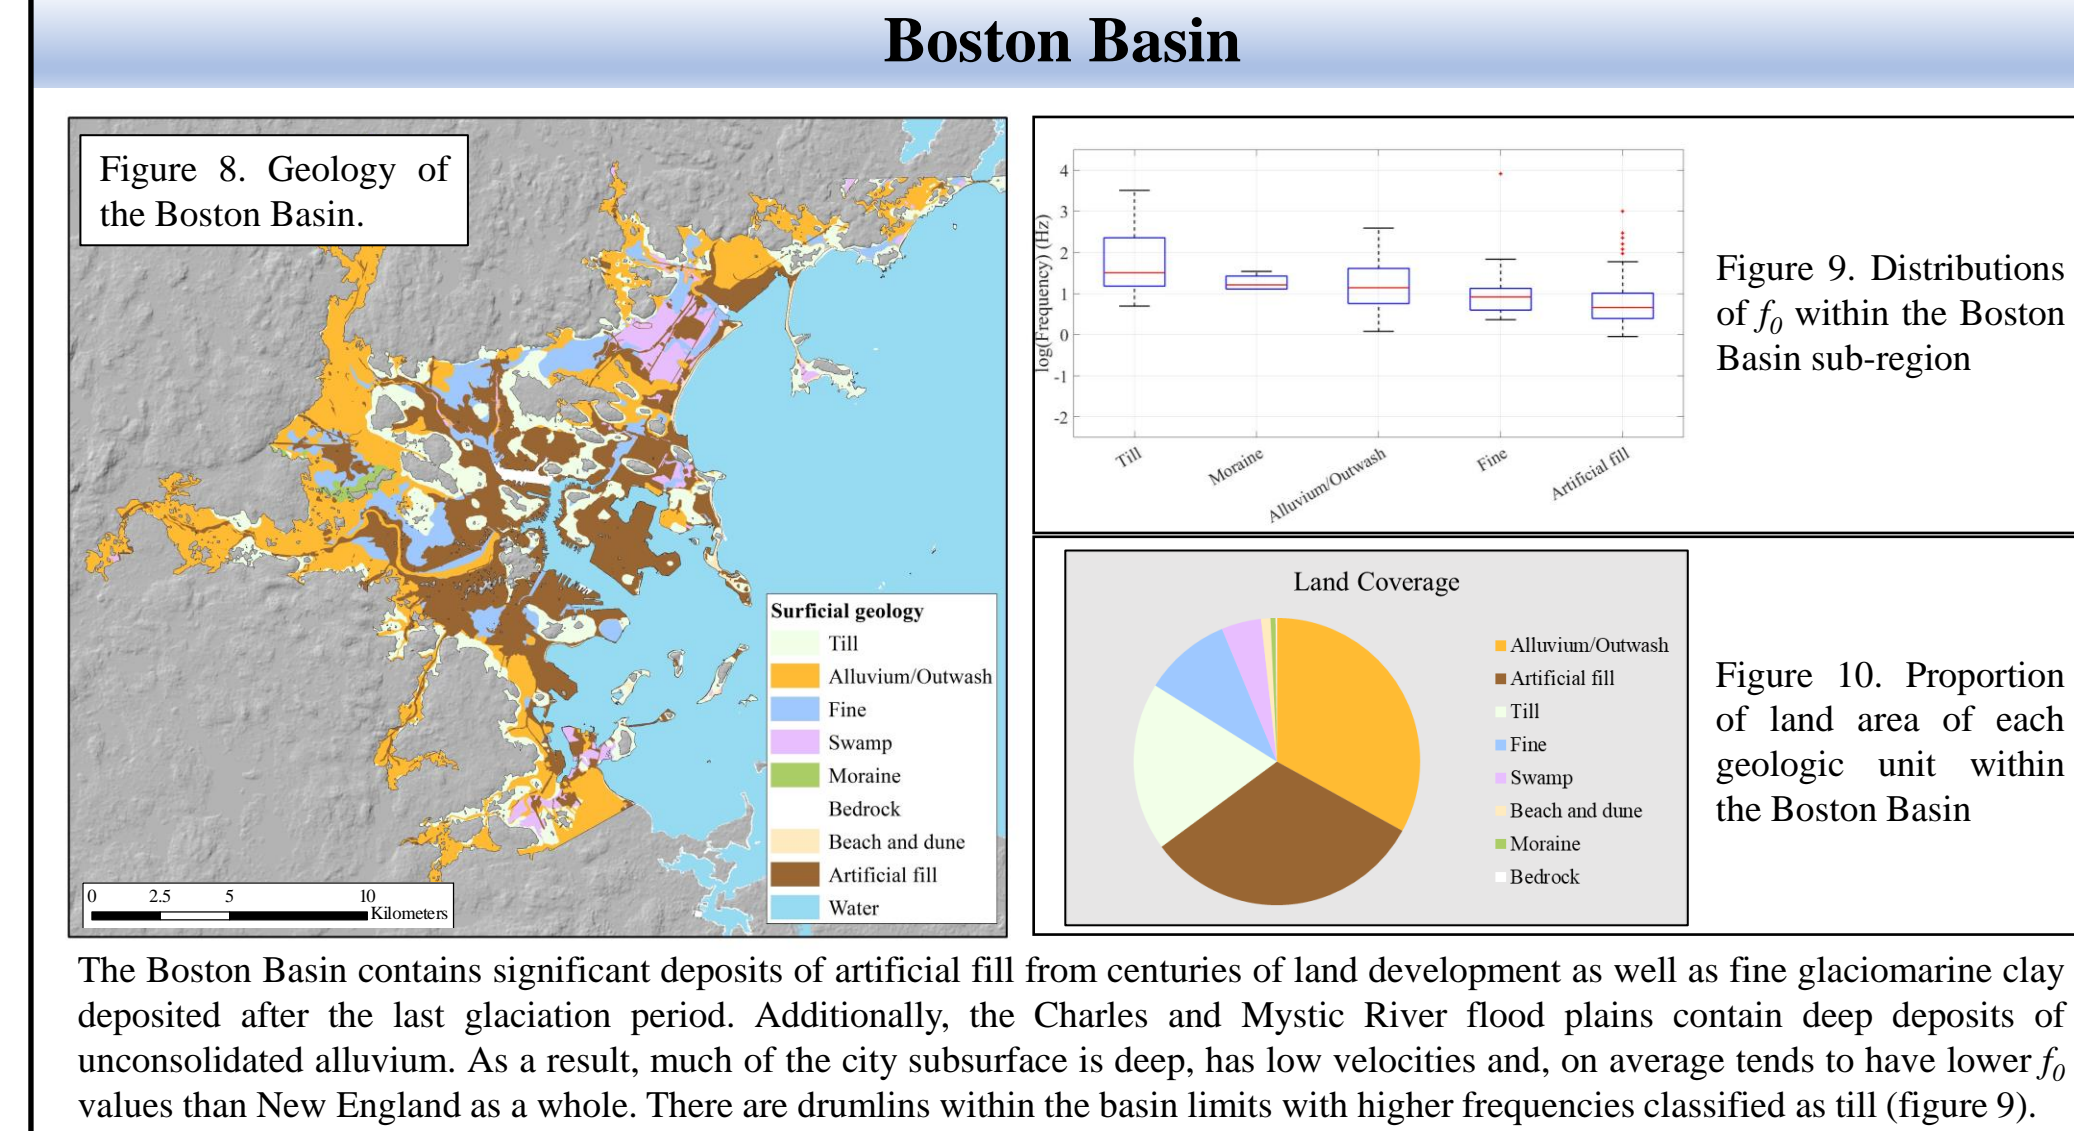 Boston Basin
Figure 8. Geology of
the Boston Basin.
Surficial geology
Till
Alluvium/Outwash
Fine
Swamp
Moraine
Bedrock
Beach and dune
Artificial fill
Water
0 2.5 5 10
Kilometers
log(Frequency) (Hz)
4
3
2
1
0
-1
-2
Till
Moraine
Alluvium/Outwash
Fine
Artificial fill
Figure 9. Distributions
of f0 within the Boston
Basin sub-region
Land Coverage
Alluvium/Outwash
Artificial fill
Till
Fine
Swamp
Beach and dune
Moraine
Bedrock
Figure 10. Proportion
of land area of each
geologic unit within
the Boston Basin
The Boston Basin contains significant deposits of artificial fill from centuries of land development as well as fine glaciomarine clay
deposited after the last glaciation period. Additionally, the Charles and Mystic River flood plains contain deep deposits of
unconsolidated alluvium. As a result, much of the city subsurface is deep, has low velocities and, on average tends to have lower f0
values than New England as a whole. There are drumlins within the basin limits with higher frequencies classified as till (figure 9).